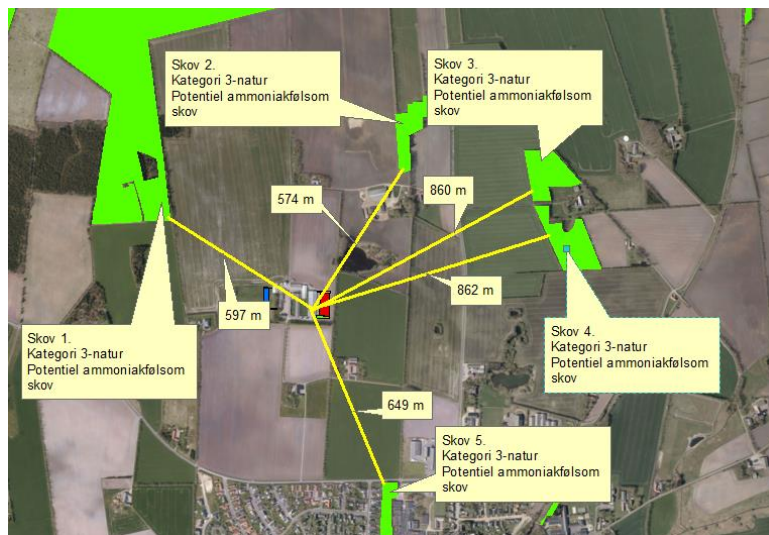 Skov 2.
Kategori 3-natur
Potentiel ammoniakfølsom
skov
Skov 3.
Kategori 3-natur
Potentiel ammoniakfølsom
skov
574 m
860 m
597 m
862 m
Skov 1.
Kategori 3-natur
Potentiel ammoniakfølsom
skov
Skov 4.
Kategori 3-natur
Potentiel ammoniakfølsom
skov
649 m
Skov 5.
Kategori 3-natur
Potentiel ammoniakfølsom
skov